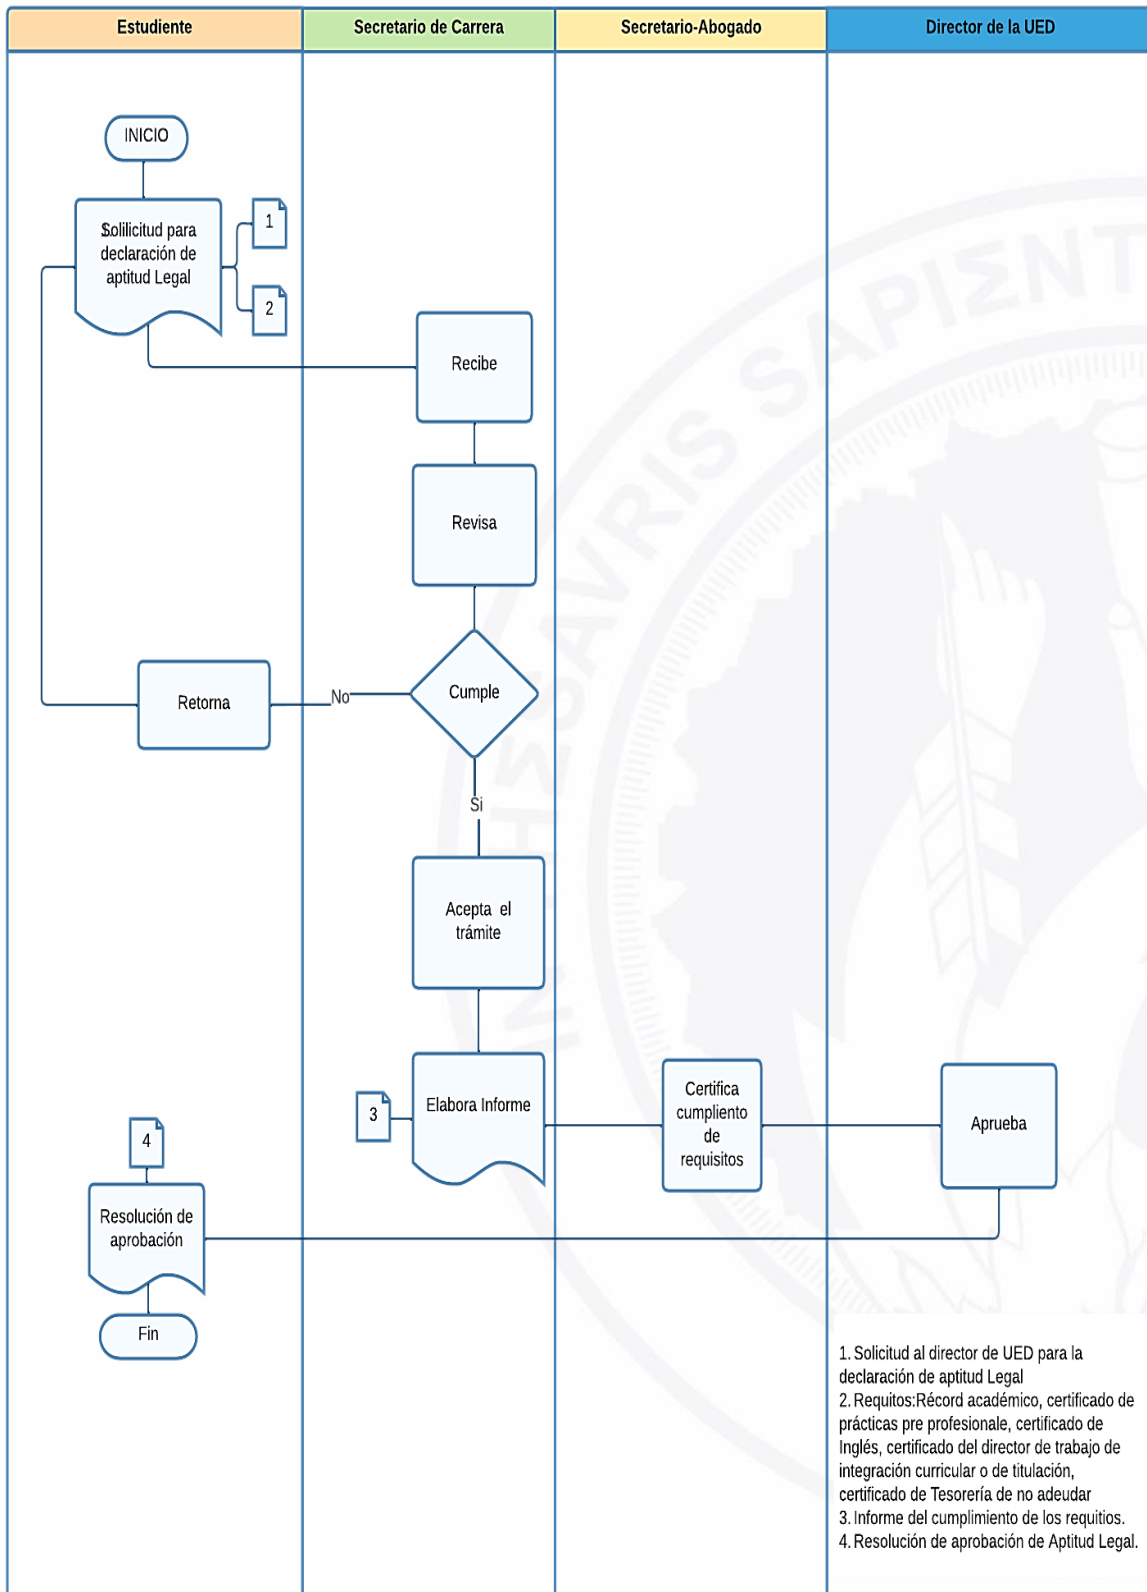 Estudiente
Secretario de Carrera
Secretario-Abogado
Director de la UED
INICIO
Solilicitud para
declaración de
aptitud Legal
1
2
Recibe
Revisa
Cumple
No
Retorna
Si
Acepta el
trámite
Elabora Informe
3
Certifica
cumpliento
de
requisitos
Aprueba
4
Resolución de
aprobación
Fin
1. Solicitud al director de UED para la
declaración de aptitud Legal
2. Requitos:Récord académico, certificado de
prácticas pre profesionale, certificado de
Inglés, certificado del director de trabajo de
integración curricular o de titulación,
certificado de Tesorería de no adeudar
3. Informe del cumplimiento de los requitios.
4. Resolución de aprobación de Aptitud Legal.